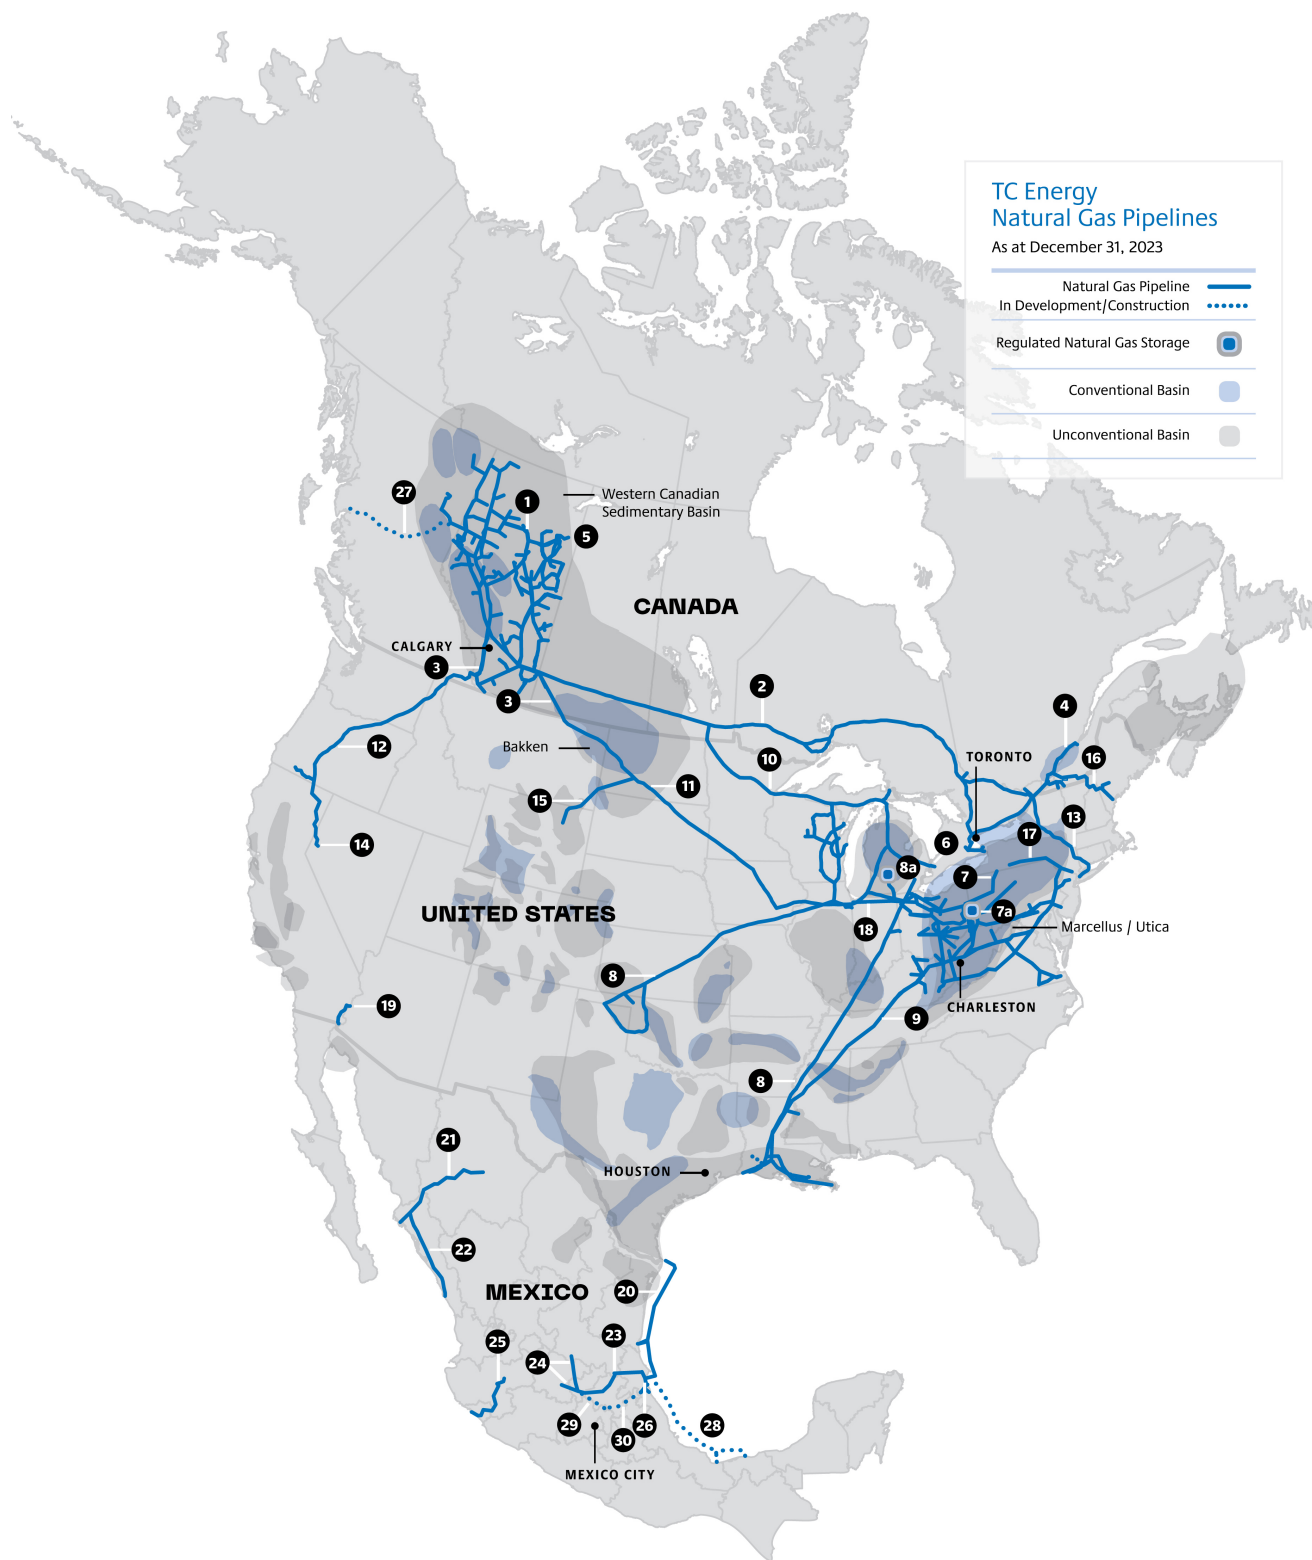 TC Energy
Natural Gas Pipelines
As at December 31, 2023
Natural Gas Pipeline
In Development/Construction
Regulated Natural Gas Storage
Conventional Basin
Unconventional Basin
27
1
Western Canadian
Sedimentary Basin
5
CANADA
CALGARY
3
3
2
4
12
Bakken
10
TORONTO
16
11
15
13
14
6
17
8a
7
7a
UNITED STATES
18
Marcellus / Utica
8
19
CHARLESTON
9
8
21
HOUSTON
22
MEXICO
20
23
25
24
29
30
26
28
MEXICO CITY